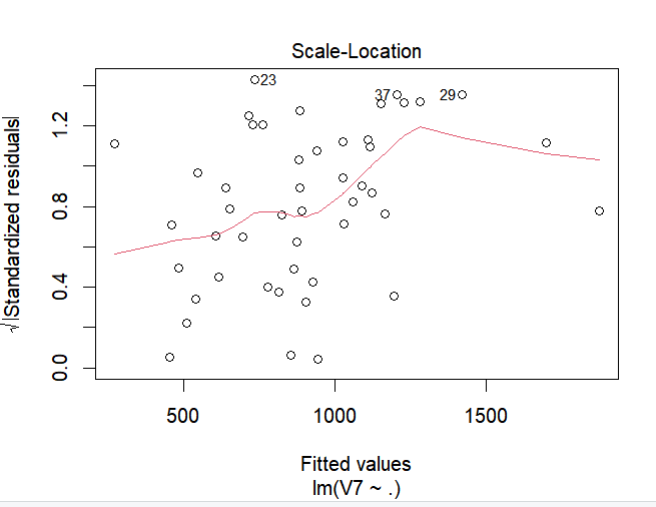 Scale-Location
23
37
29
√|Standardized residuals|
1.2
0.8
0.4
0.0
500 1000 1500
Fitted values
lm(V7 ~ .)